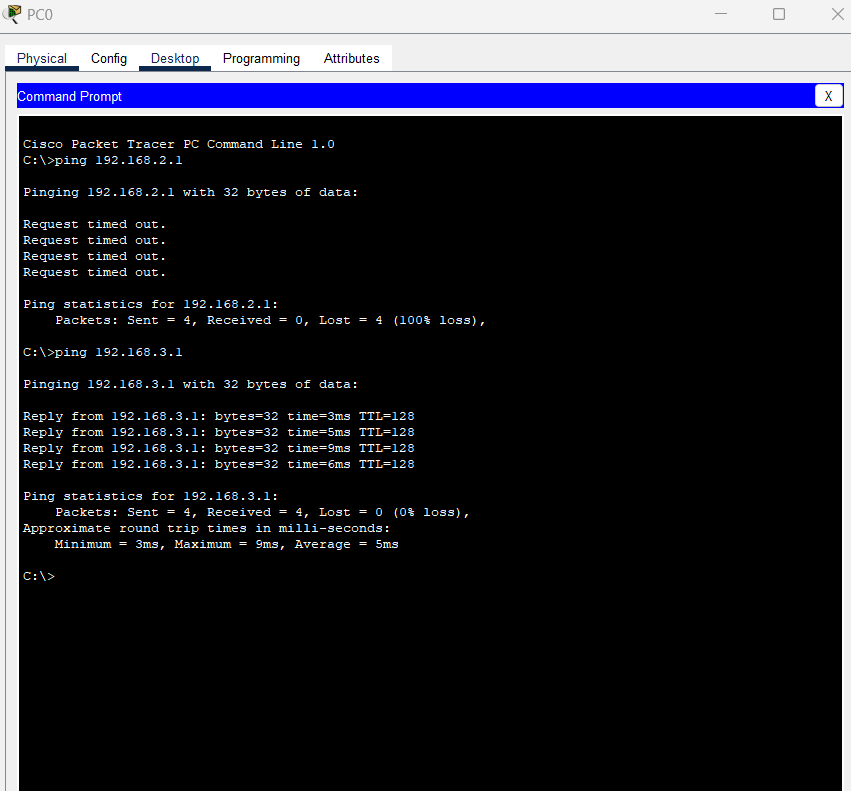 PC0
Physical Config Desktop Programming Attributes
Command Prompt X
Cisco Packet Tracer PC Command Line 1.0
C:\>ping 192.168.2.1
Pinging 192.168.2.1 with 32 bytes of data:
Request timed out.
Request timed out.
Request timed out.
Request timed out.
Ping statistics for 192.168.2.1:
    Packets: Sent = 4, Received = 0, Lost = 4 (100% loss),
C:\>ping 192.168.3.1
Pinging 192.168.3.1 with 32 bytes of data:
Reply from 192.168.3.1: bytes=32 time=3ms TTL=128
Reply from 192.168.3.1: bytes=32 time=5ms TTL=128
Reply from 192.168.3.1: bytes=32 time=9ms TTL=128
Reply from 192.168.3.1: bytes=32 time=6ms TTL=128
Ping statistics for 192.168.3.1:
    Packets: Sent = 4, Received = 4, Lost = 0 (0% loss),
Approximate round trip times in milli-seconds:
    Minimum = 3ms, Maximum = 9ms, Average = 5ms
C:\>